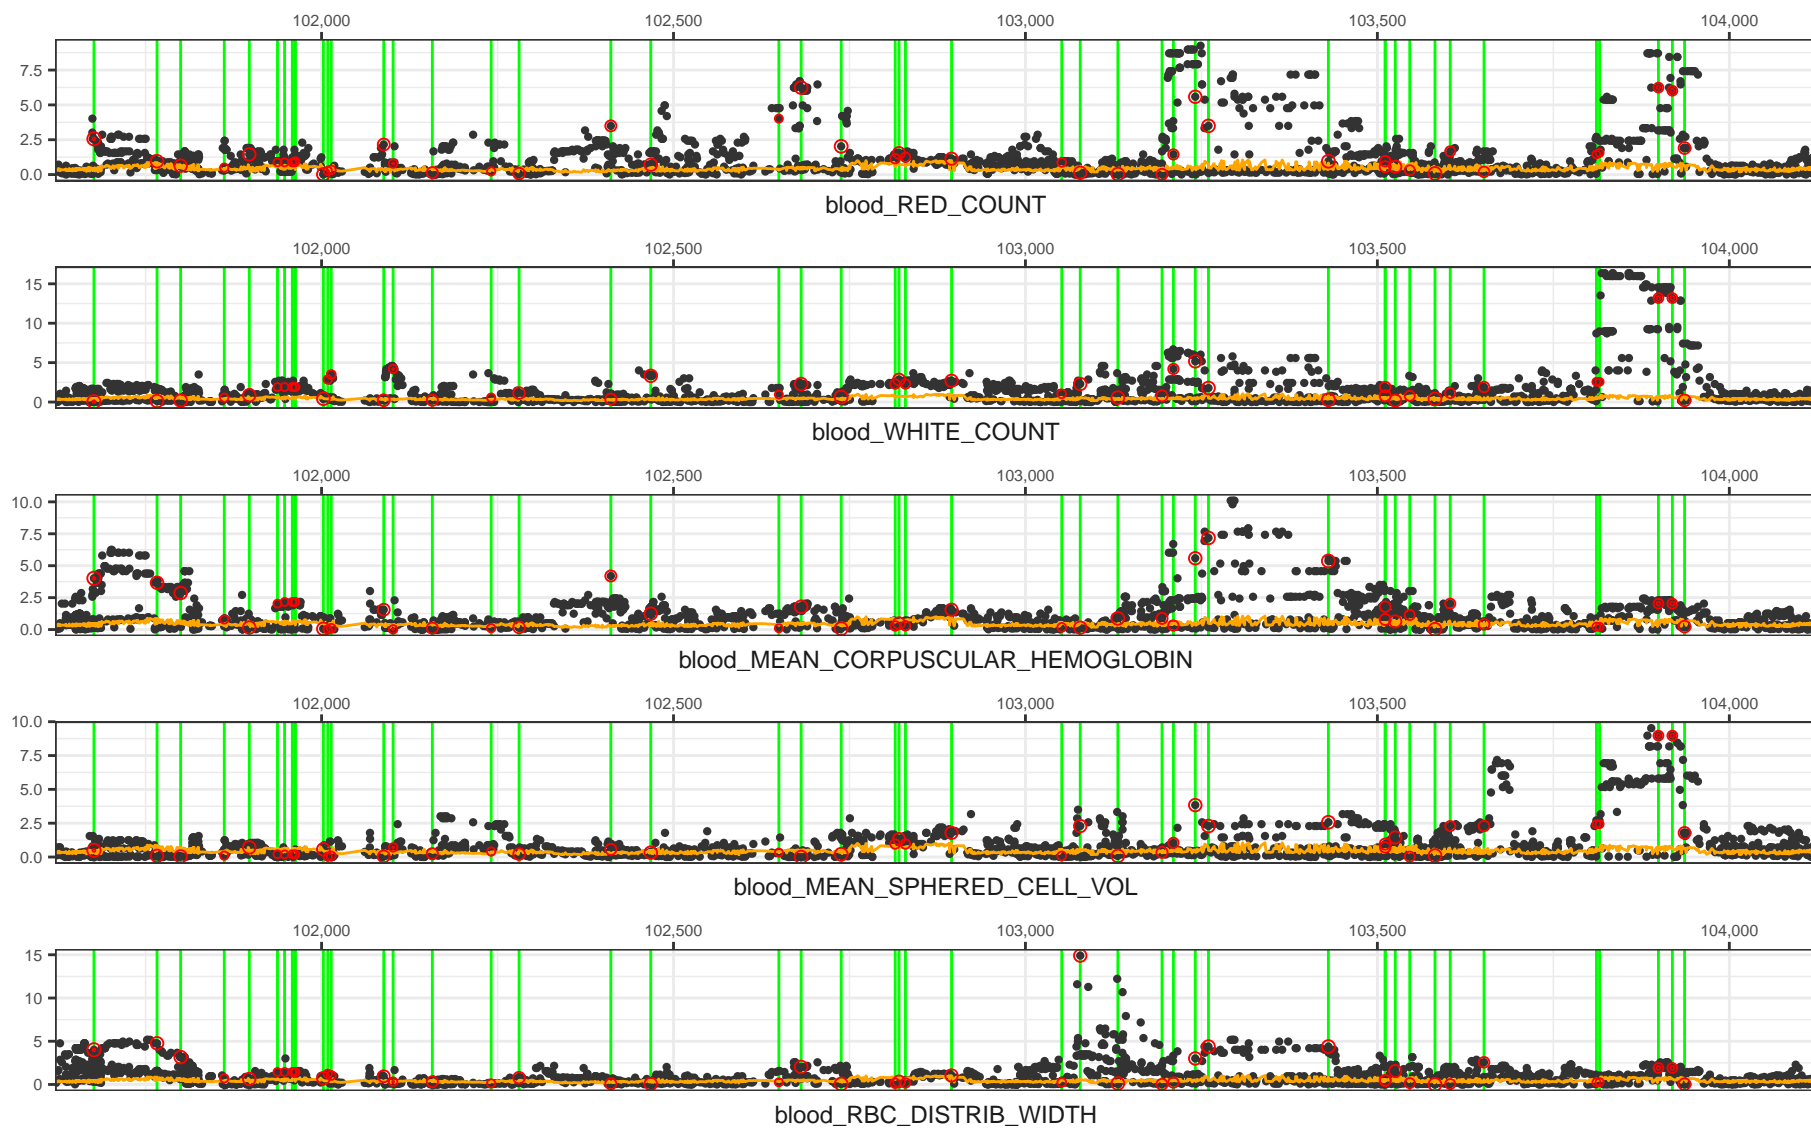 102,000 102,500 103,000 103,500 104,000
7.5
5.0
2.5
0.0
blood_RED_COUNT
102,000 102,500 103,000 103,500 104,000
15
10
5
0
blood_WHITE_COUNT
102,000 102,500 103,000 103,500 104,000
10.0
7.5
5.0
2.5
0.0
blood_MEAN_CORPUSCULAR_HEMOGLOBIN
102,000 102,500 103,000 103,500 104,000
10.0
7.5
5.0
2.5
0.0
blood_MEAN_SPHERED_CELL_VOL
102,000 102,500 103,000 103,500 104,000
15
10
5
0
blood_RBC_DISTRIB_WIDTH